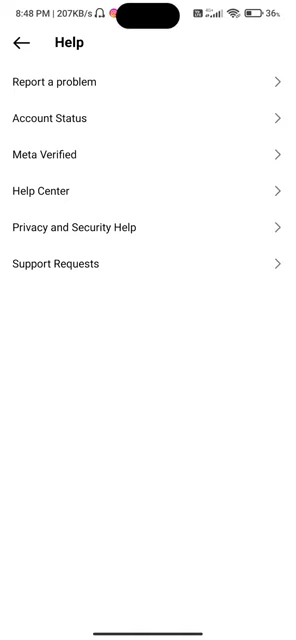 8:48 PM | 207KB/s
4G+
36%
Help
Report a problem
Account Status
Meta Verified
Help Center
Privacy and Security Help
Support Requests